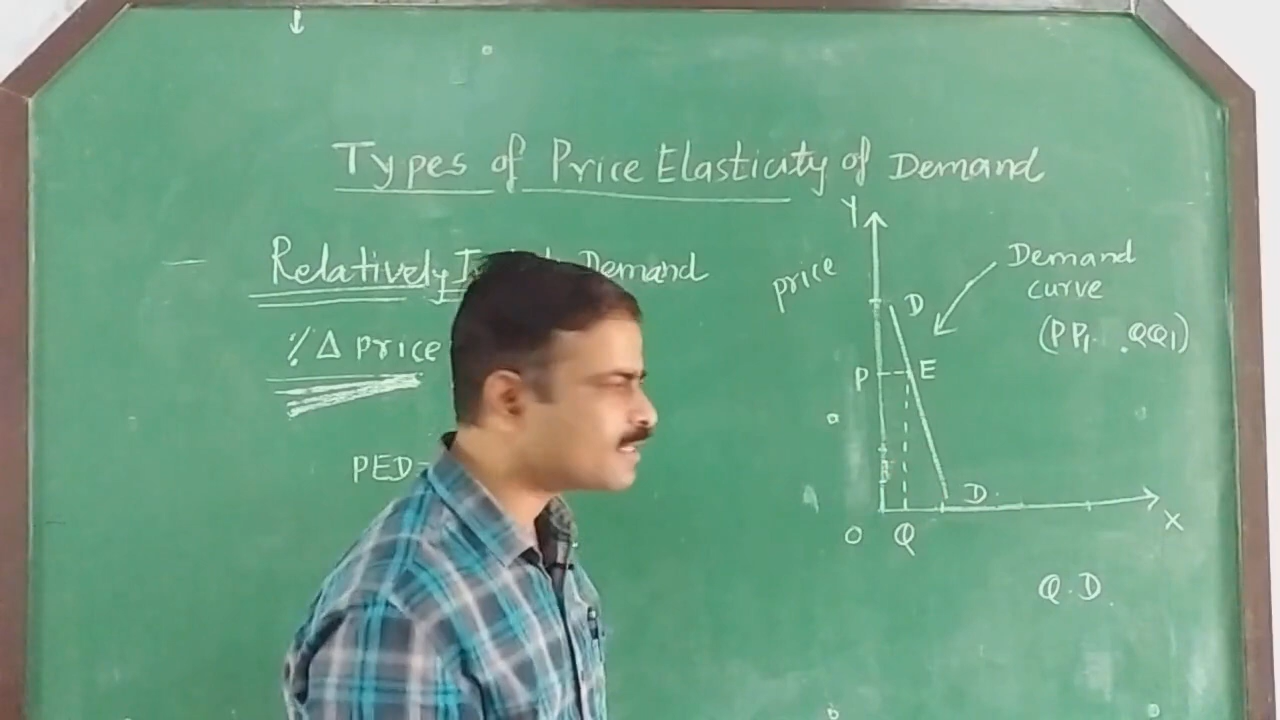 Types of Price Elasticity of Demand
Relatively Demand
% Δ price
PED=
Y
price
D
P
E
D
O
Q
X
Q.D.
Demand
curve
(PP1 QQ1)